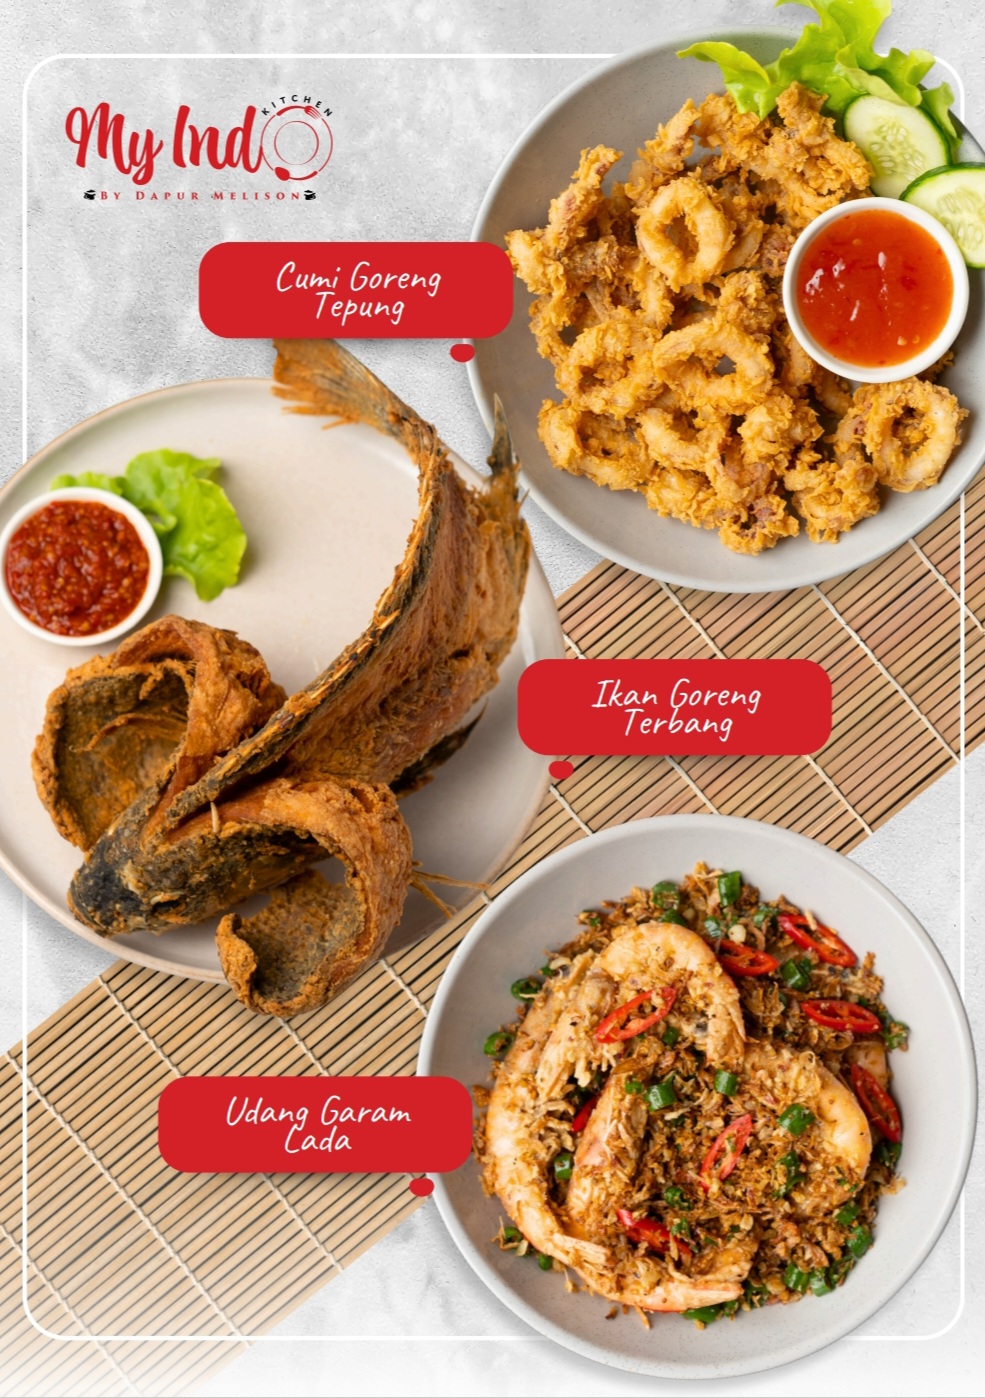 My Indo
KITCHEN
BY DAPUR MELISON
Cumi Goreng
Tepung
Ikan Goreng
Terbang
Udang Garam
Lada